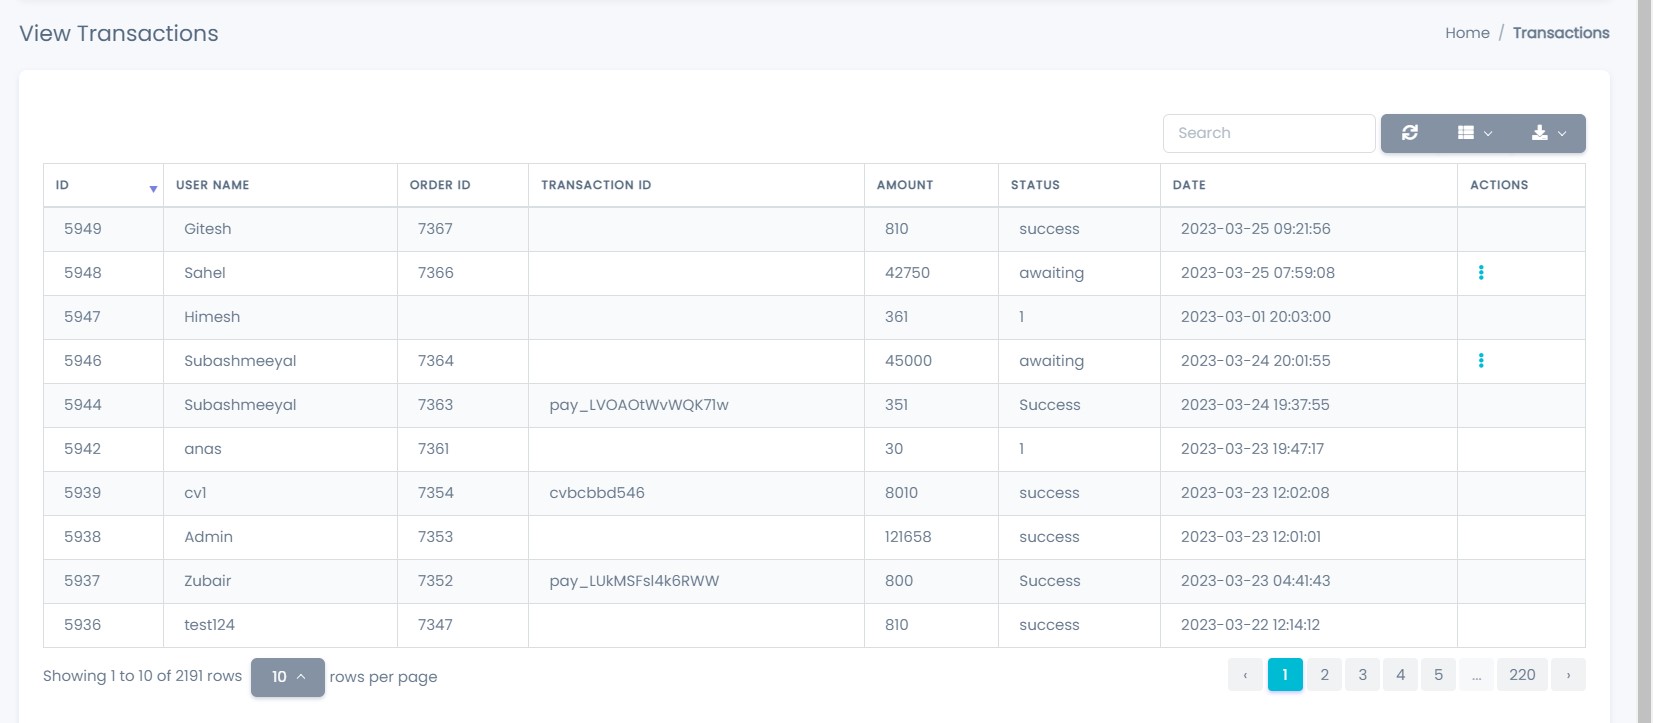 View Transactions
Home / Transactions
Search
ID USER NAME ORDER ID TRANSACTION ID AMOUNT STATUS DATE ACTIONS
5949 Gitesh 7367 810 success 2023-03-25 09:21:56
5948 Sahel 7366 42750 awaiting 2023-03-25 07:59:08
5947 Himesh 361 1 2023-03-01 20:03:00
5946 Subashmeeyal 7364 45000 awaiting 2023-03-24 20:01:55
5944 Subashmeeyal 7363 pay_LVOAOtWvWQK71w 351 Success 2023-03-24 19:37:55
5942 anas 7361 30 1 2023-03-23 19:47:17
5939 cv1 7354 cvbcbbd546 8010 success 2023-03-23 12:02:08
5938 Admin 7353 121658 success 2023-03-23 12:01:01
5937 Zubair 7352 pay_LUkMSFsl4k6RWW 800 Success 2023-03-23 04:41:43
5936 test124 7347 810 success 2023-03-22 12:14:12
Showing 1 to 10 of 2191 rows 10 rows per page ‹ 1 2 3 4 5 ... 220 ›